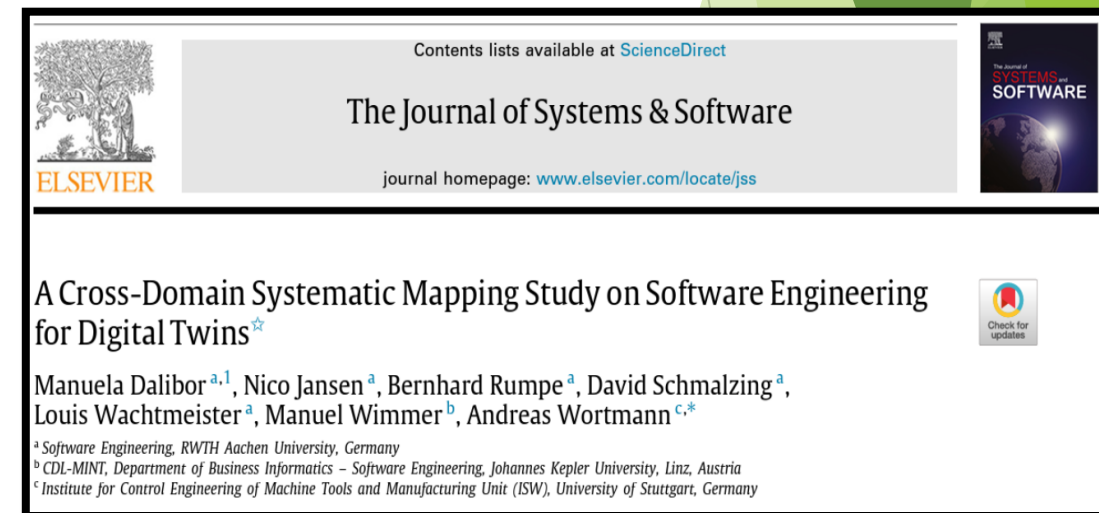 Contents lists available at ScienceDirect
The Journal of Systems & Software
journal homepage: www.elsevier.com/locate/jss
ELSEVIER
The Journal of
SYSTEMS and
SOFTWARE
A Cross-Domain Systematic Mapping Study on Software Engineering
for Digital Twins☆
Check for
updates
Manuela Dalibor a,1, Nico Jansen a, Bernhard Rumpe a, David Schmalzing a,
Louis Wachtmeister a, Manuel Wimmer b, Andreas Wortmann c,*
a Software Engineering, RWTH Aachen University, Germany
b CDL-MINT, Department of Business Informatics – Software Engineering, Johannes Kepler University, Linz, Austria
c Institute for Control Engineering of Machine Tools and Manufacturing Unit (ISW), University of Stuttgart, Germany